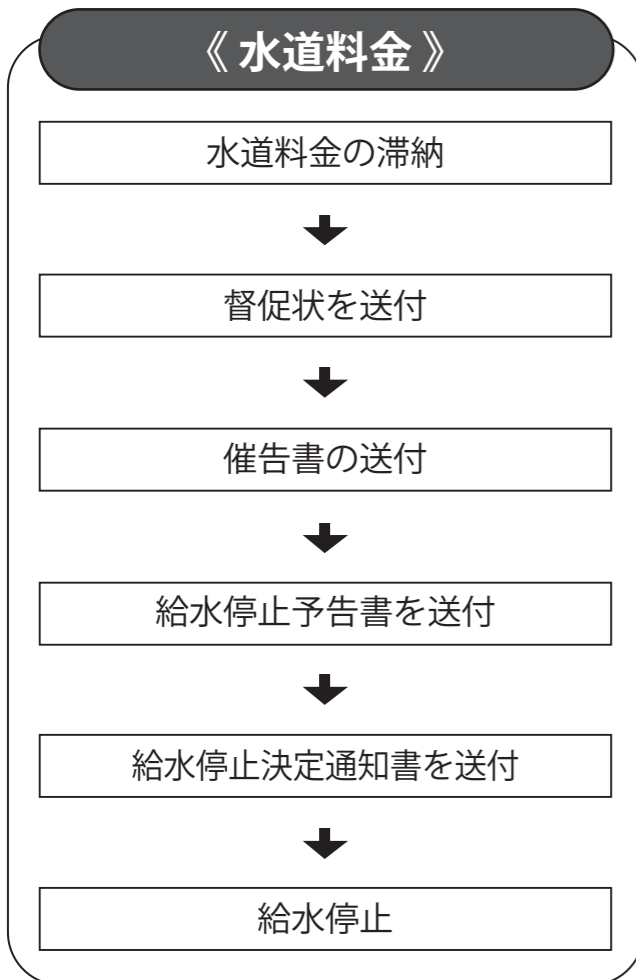 《 水道料金 》
水道料金の滞納
督促状を送付
催告書の送付
給水停止予告書を送付
給水停止決定通知書を送付
給水停止